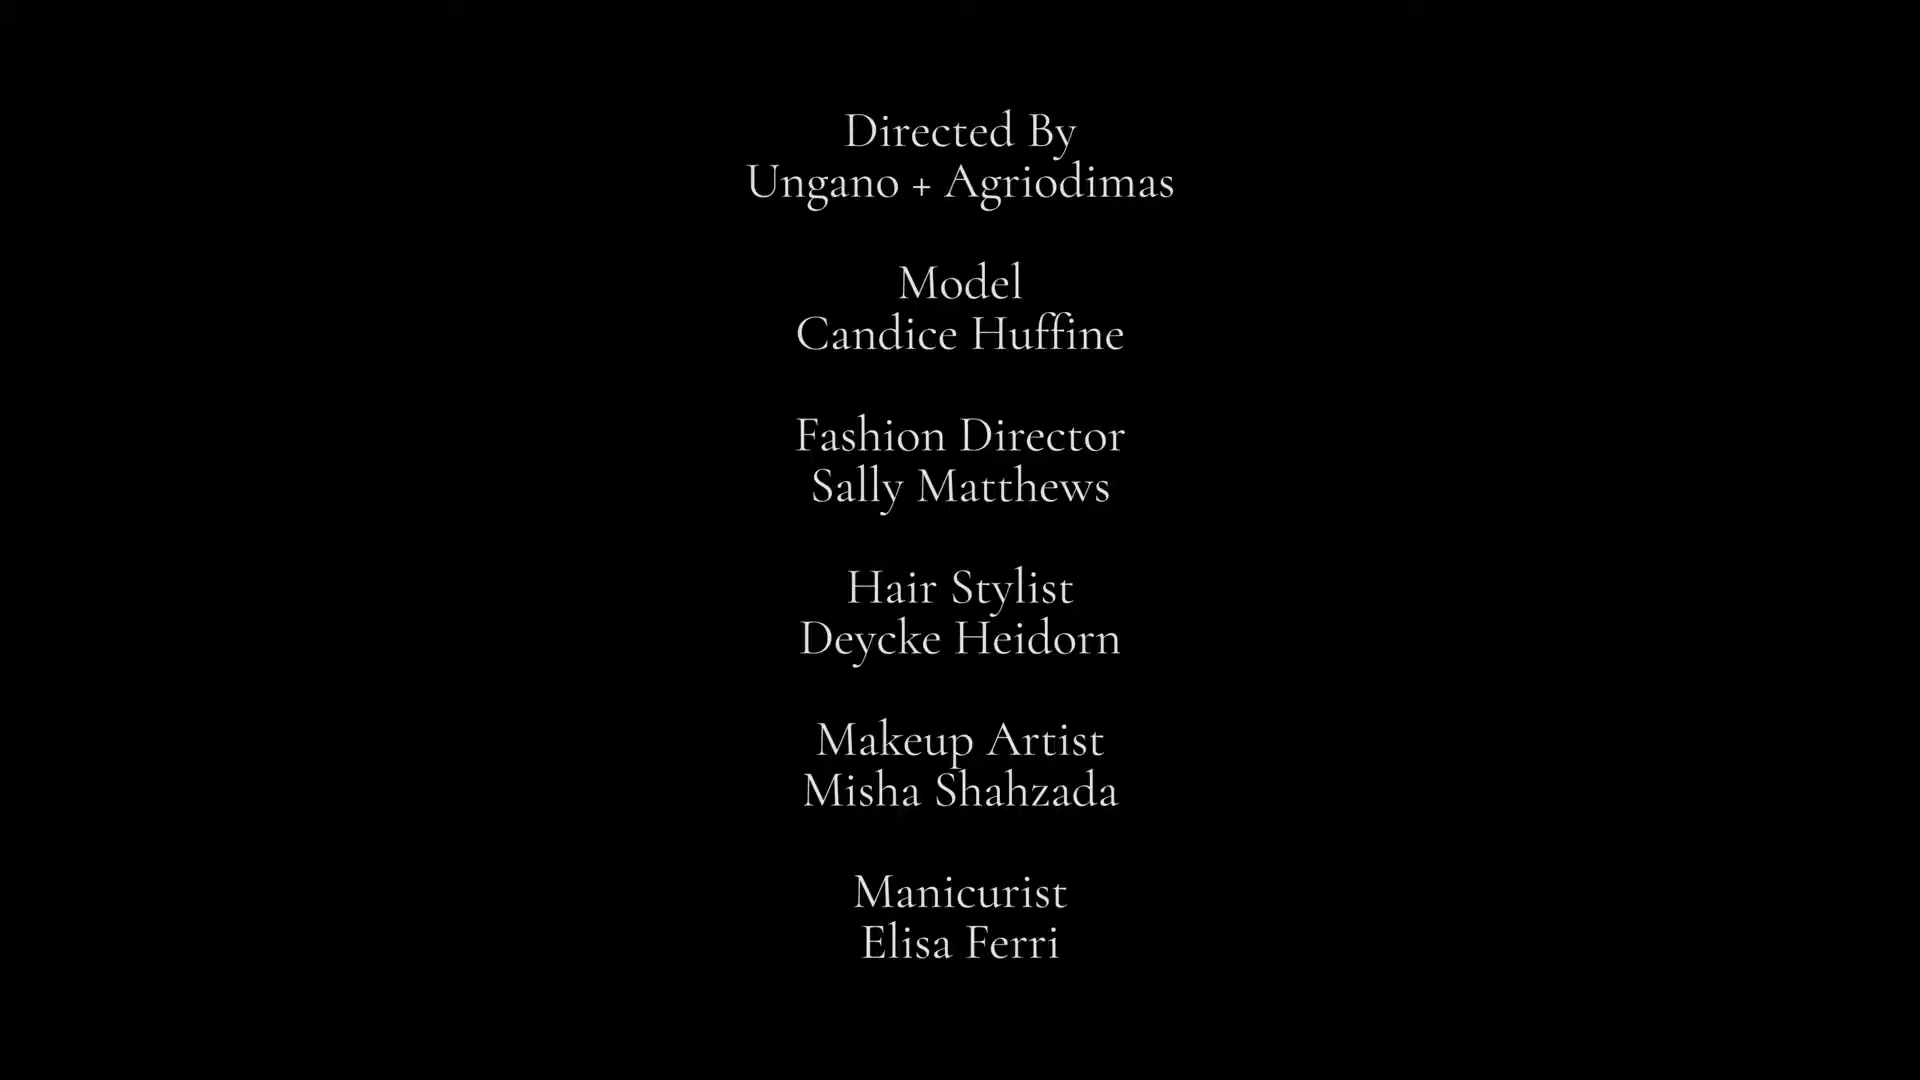 Directed By
Ungano + Agriodimas
Model
Candice Huffine
Fashion Director
Sally Matthews
Hair Stylist
Deycke Heidorn
Makeup Artist
Misha Shahzada
Manicurist
Elisa Ferri